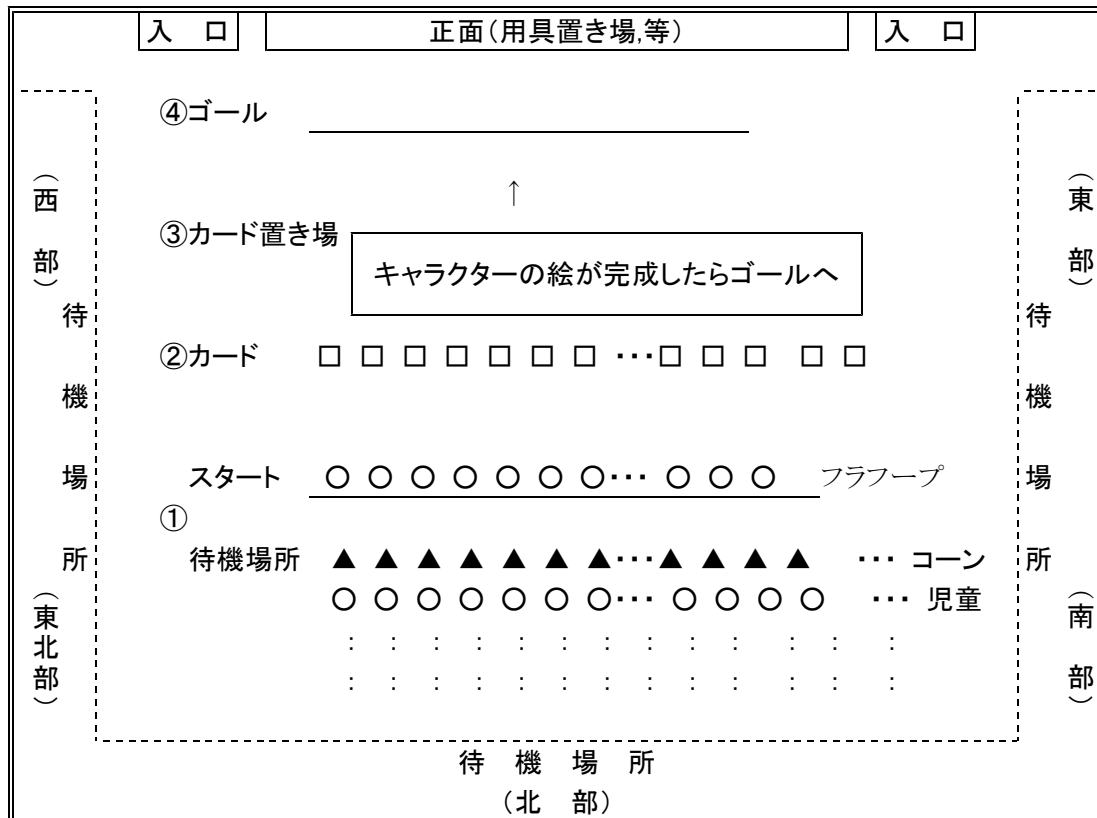 入　口　正面（用具置き場,等）　入　口
④ゴール
↑
③カード置き場
キャラクターの絵が完成したらゴールへ
②カード　□　□　□　□　□　□　□　…□　□　□　□　□
スタート　○　○　○　○　○　○　○…　○　○　○　フラフープ
①
待機場所　▲　▲　▲　▲　▲　▲　▲…▲　▲　▲　▲　…　コーン
○　○　○　○　○　○　○…　○　○　○　○　…　児童
：　：　：　：　：　：　：　：　：　：　：　：　：
：　：　：　：　：　：　：　：　：　：　：　：　：
（西　部）
待　機　場　所
（東北部）
（東　部）
待　機　場　所
（南　部）
待　機　場　所
（北　部）